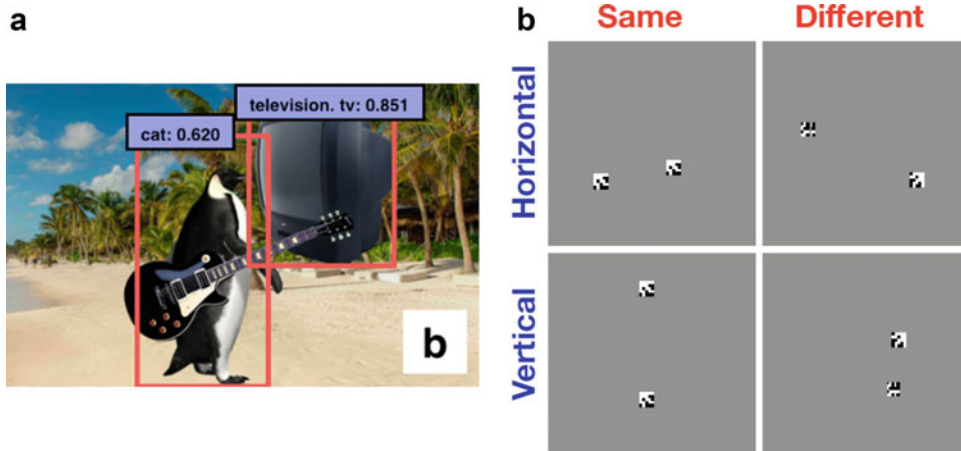 a
television. tv: 0.851
cat: 0.620
b
b
Same
Different
Horizontal
Vertical